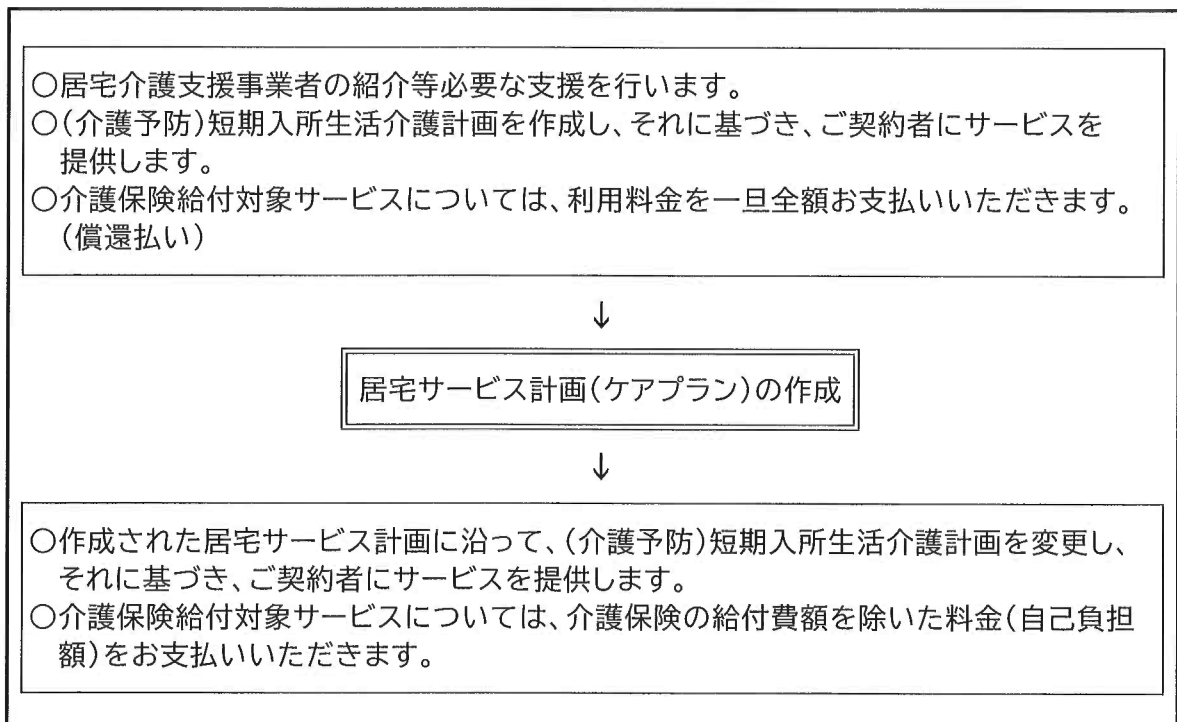 ○居宅介護支援事業者の紹介等必要な支援を行います。
○(介護予防)短期入所生活介護計画を作成し、それに基づき、ご契約者にサービスを
提供します。
○介護保険給付対象サービスについては、利用料金を一旦全額お支払いいただきます。
(償還払い)
↓
居宅サービス計画(ケアプラン)の作成
↓
○作成された居宅サービス計画に沿って、(介護予防)短期入所生活介護計画を変更し、
それに基づき、ご契約者にサービスを提供します。
○介護保険給付対象サービスについては、介護保険の給付費額を除いた料金(自己負担
額)をお支払いいただきます。